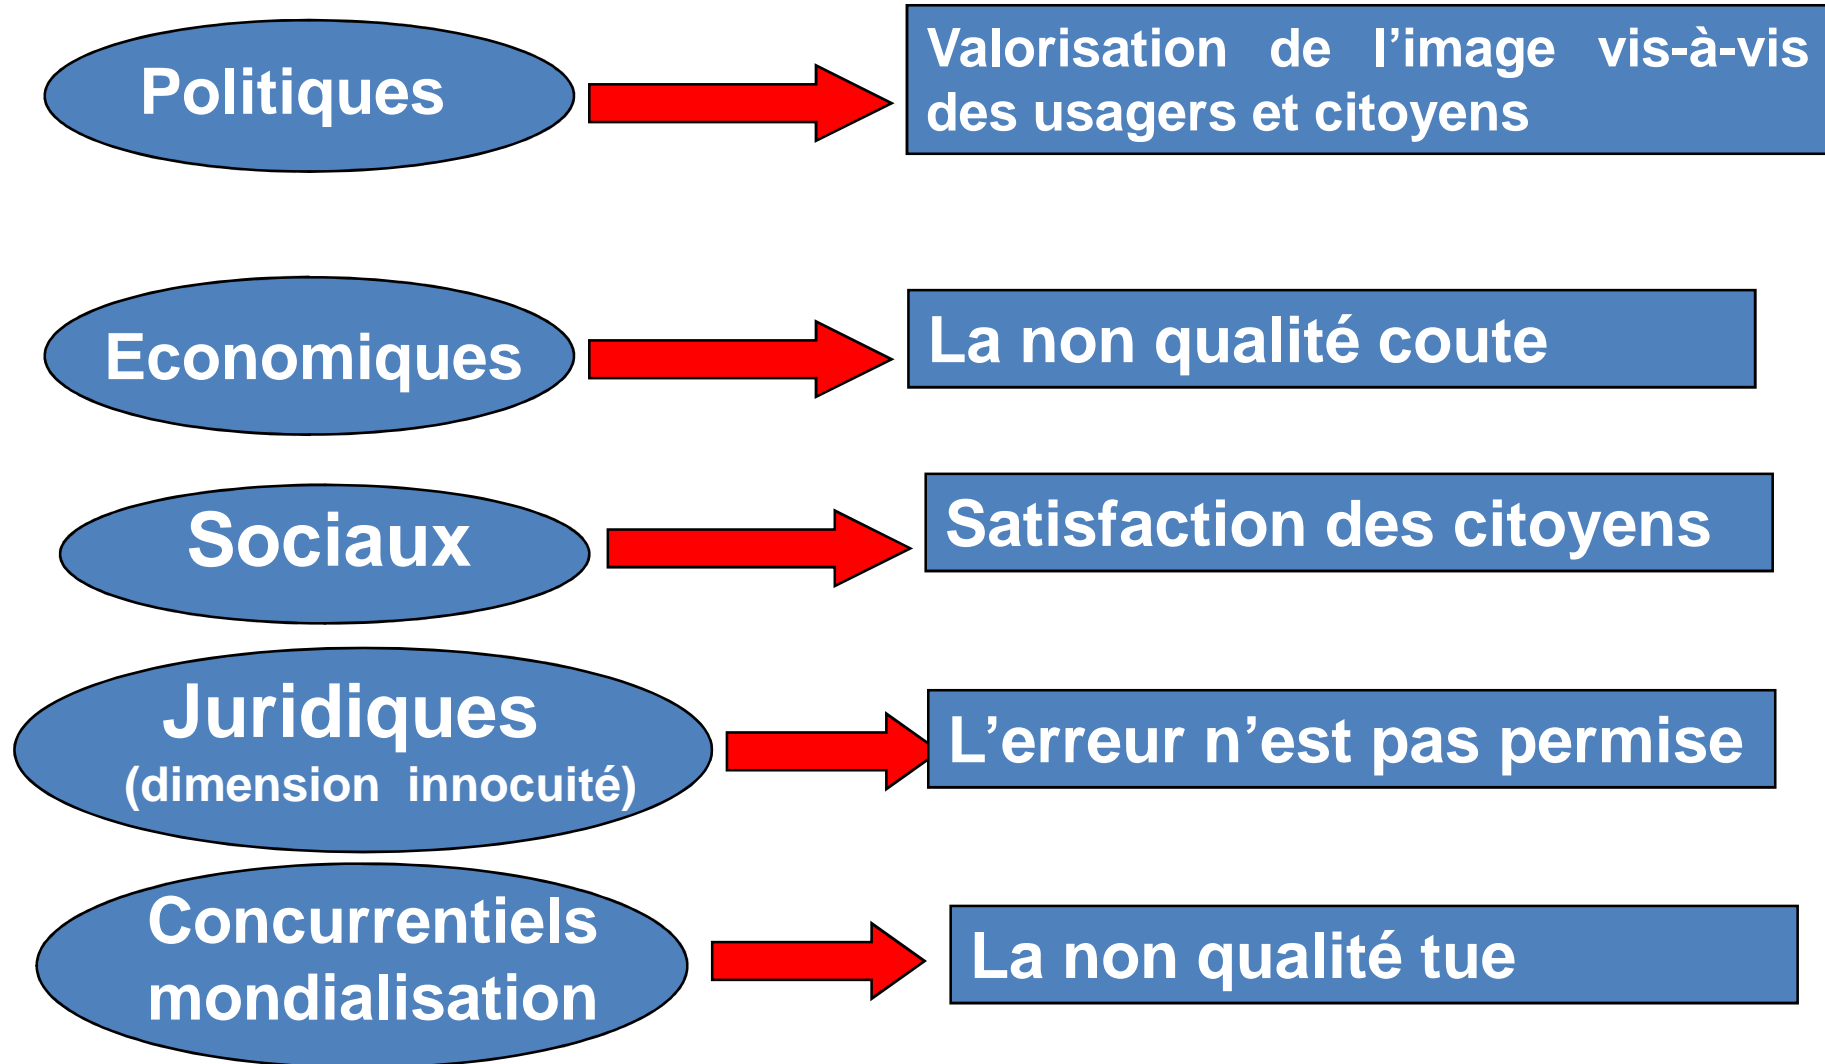 Politiques
Valorisation de l’image vis-à-vis
des usagers et citoyens
Economiques
La non qualité coute
Sociaux
Satisfaction des citoyens
Juridiques
(dimension innocuité)
L’erreur n’est pas permise
Concurrentiels
mondialisation
La non qualité tue